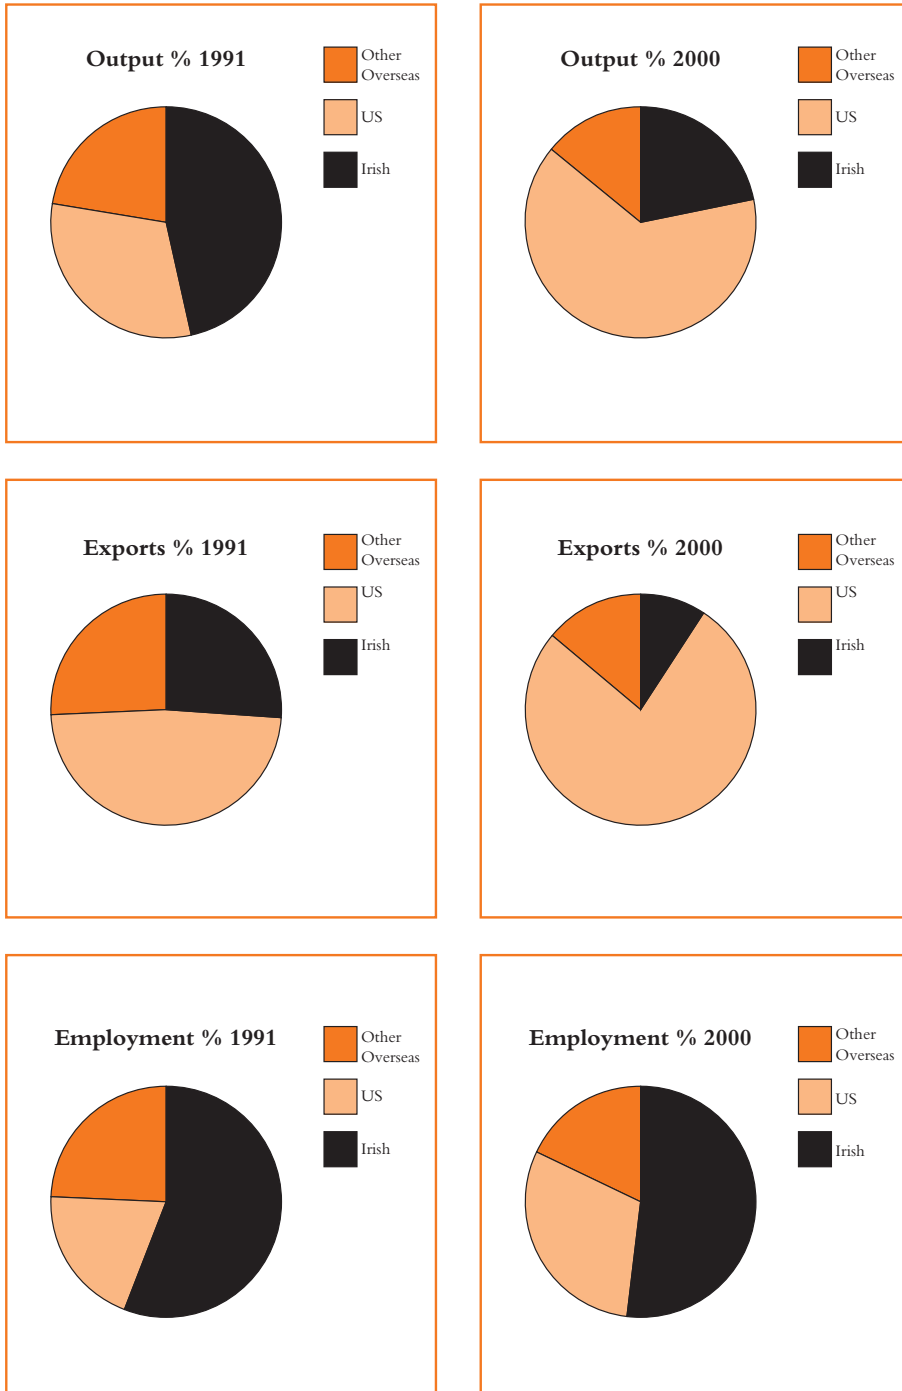 Output % 1991
Other
Overseas
US
Irish
Output % 2000
Other
Overseas
US
Irish
Exports % 1991
Other
Overseas
US
Irish
Exports % 2000
Other
Overseas
US
Irish
Employment % 1991
Other
Overseas
US
Irish
Employment % 2000
Other
Overseas
US
Irish